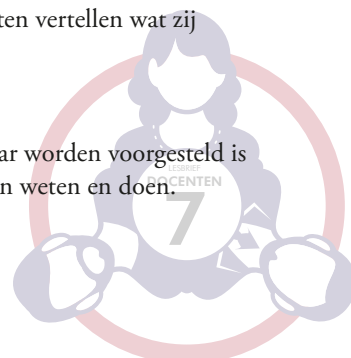 ten vertellen wat zij
ar worden voorgesteld is
n weten en doen.
LESBRIEF
DOCENTEN
7